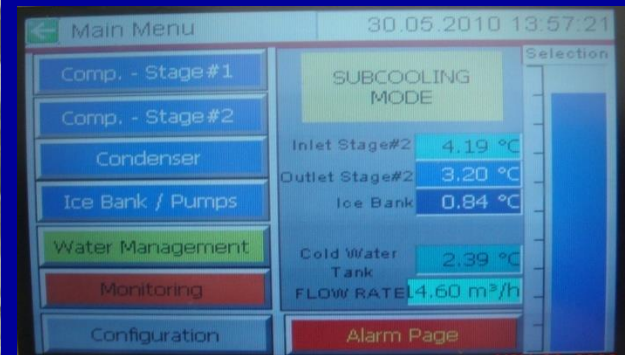 Main Menu
30.05.2010 13:57:21
Selection
Comp. - Stage#1
Comp. - Stage#2
Condenser
Ice Bank / Pumps
Water Management
Monitoring
Configuration
SUBCOOLING
MODE
Inlet Stage#2 4.19 °C
Outlet Stage#2 3.20 °C
Ice Bank 0.84 °C
Cold Water
Tank
2.39 °C
FLOW RATE 14.60 m³/h
Alarm Page